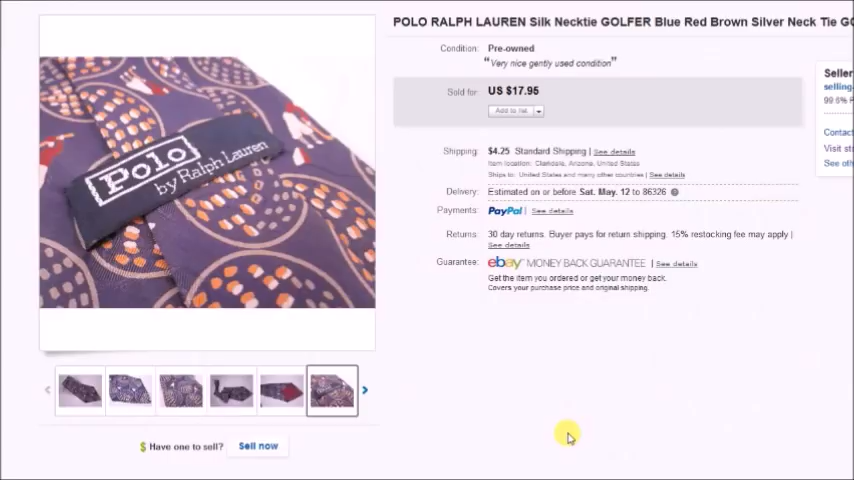 POLO RALPH LAUREN Silk Necktie GOLFER Blue Red Brown Silver Neck Tie
Condition: Pre-owned
"Very nice gently used condition"
Sold for: US $17.95
Add to list
Seller
selling
99.6%
Shipping: $4.25 Standard Shipping | See details
Item location: Clarkdale, Arizona, United States
Ships to: United States and many other countries | See details
Contact
Visit
See
Delivery: Estimated on or before Sat. May. 12 to 86326
Payments: PayPal | See details
Returns: 30 day returns. Buyer pays for return shipping. 15% restocking fee may apply |
See details
Guarantee: ebay MONEY BACK GUARANTEE | See details
Get the item you ordered or get your money back.
Covers your purchase price and original shipping.
Polo
by Ralph Lauren
$ Have one to sell? Sell now